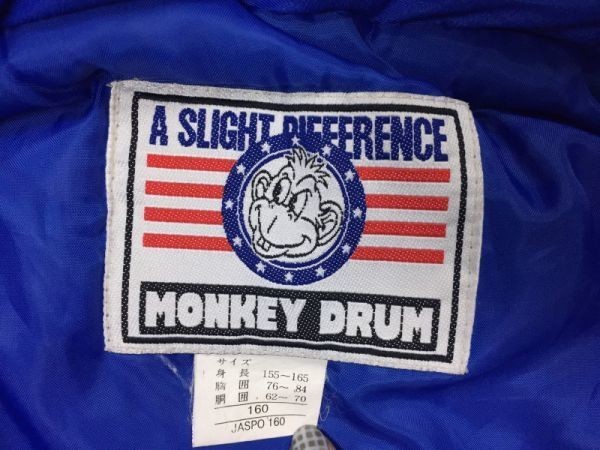 A SLIGHT DIFFERENCE
MONKEY DRUM
サイズ
身長 155~165
胸囲 76~.84
胴囲 .62~ 70
160
JASPO 160